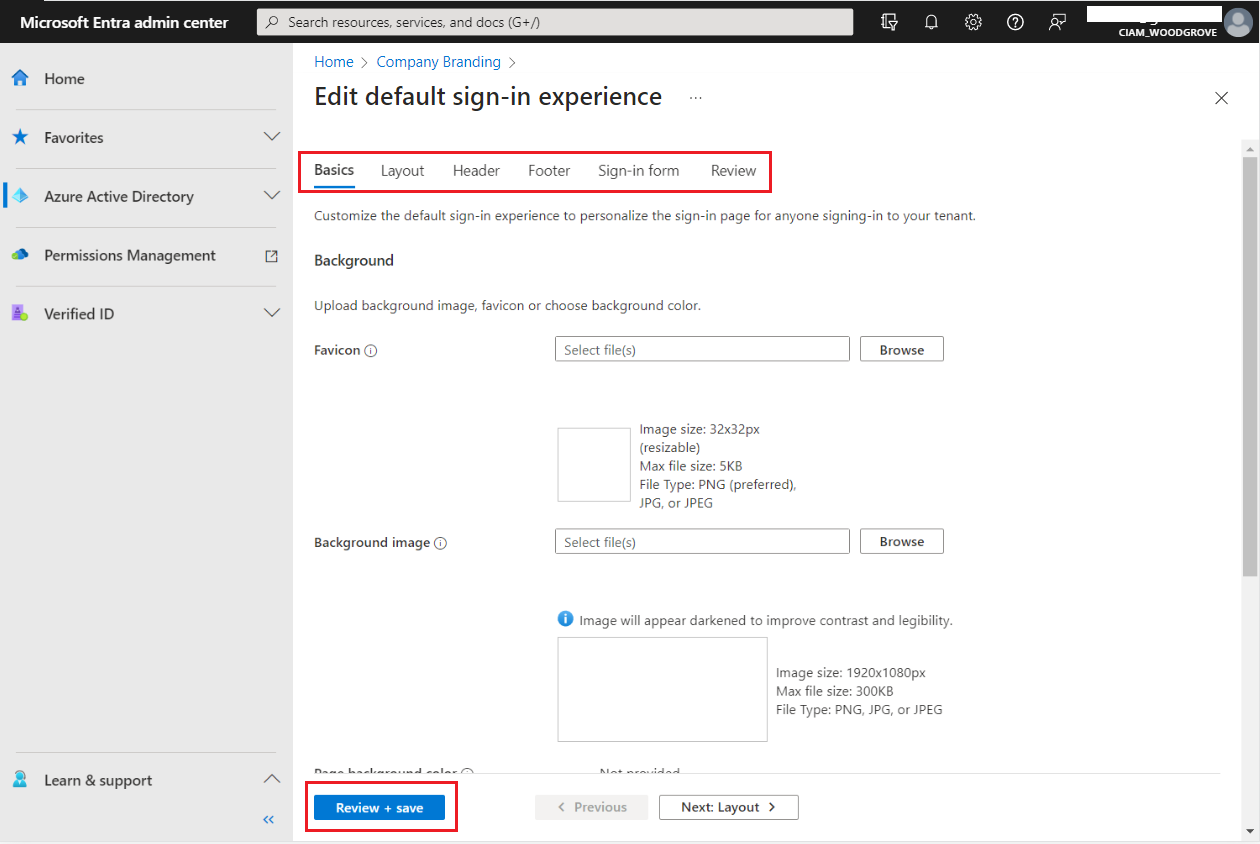 Microsoft Entra admin center
Search resources, services, and docs (G+/)
CIAM_WOODGROVE
Home
Favorites
Azure Active Directory
Permissions Management
Verified ID
Learn & support
Home > Company Branding >
Edit default sign-in experience ...
Basics Layout Header Footer Sign-in form Review
Customize the default sign-in experience to personalize the sign-in page for anyone signing-in to your tenant.
Background
Upload background image, favicon or choose background color.
Favicon
Select file(s)
Browse
Image size: 32x32px
(resizable)
Max file size: 5KB
File Type: PNG (preferred),
JPG, or JPEG
Background image
Select file(s)
Browse
Image will appear darkened to improve contrast and legibility.
Image size: 1920x1080px
Max file size: 300KB
File Type: PNG, JPG, or JPEG
Page background color
Not provided
Review + save
< Previous
Next: Layout >